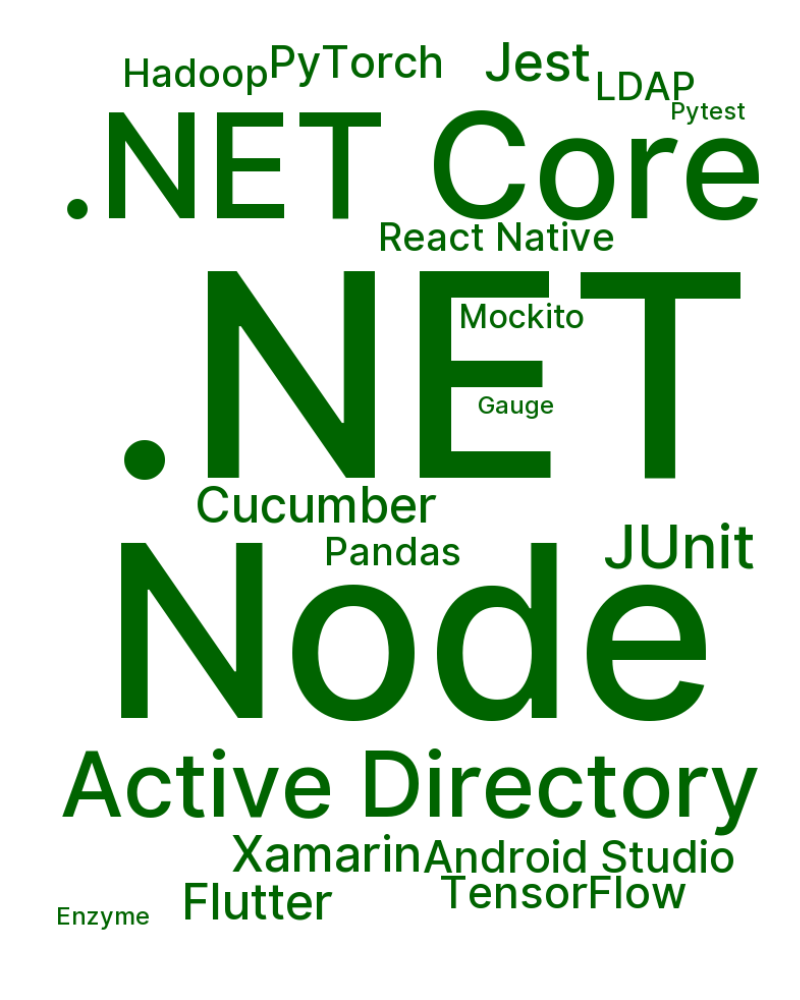 Hadoop
PyTorch
Jest
LDAP
Pytest
.NET Core
React Native
.NET
Mockito
Gauge
Cucumber
JUnit
Pandas
Node
Active Directory
Xamarin
Android Studio
TensorFlow
Flutter
Enzyme